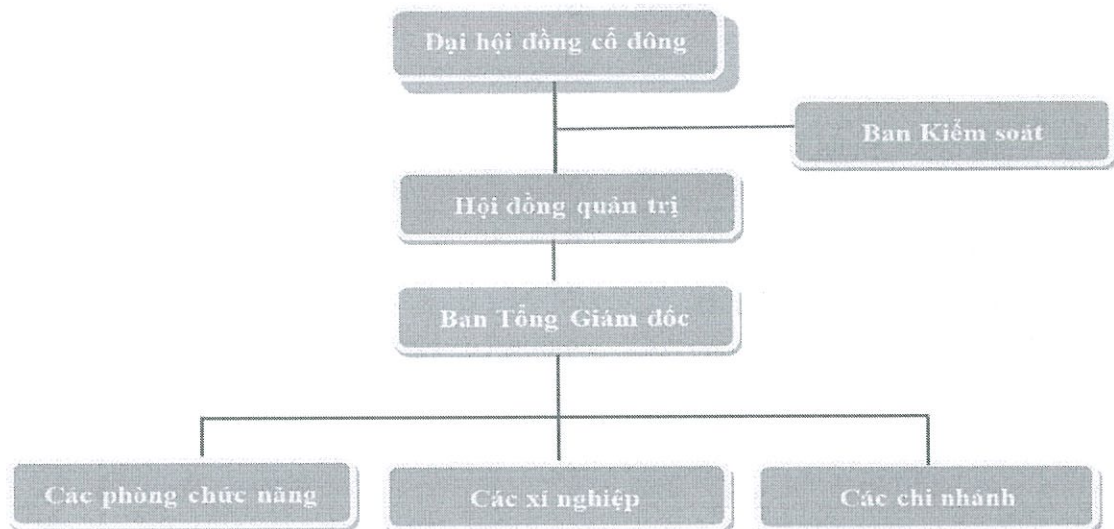 Đại hội đồng cổ đông
Ban Kiểm soát
Hội đồng quản trị
Ban Tổng Giám đốc
Các phòng chức năng
Các xí nghiệp
Các chi nhánh